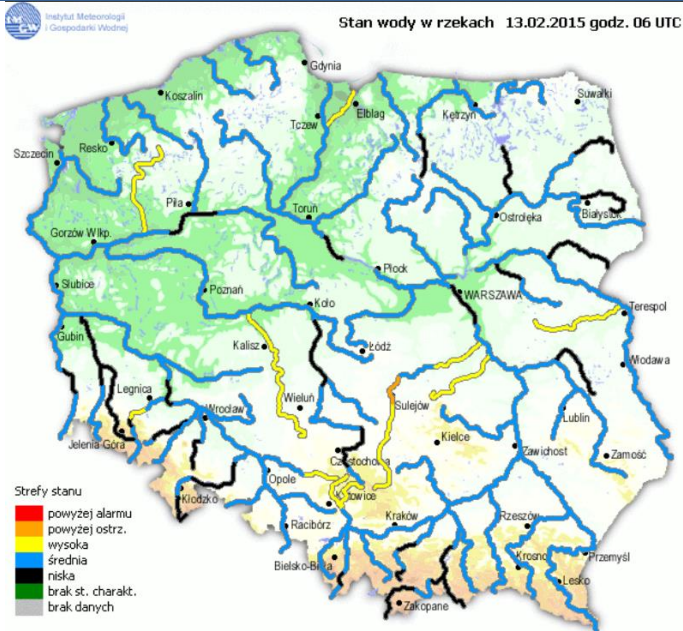 Instytut Meteorologii
i Gospodarki Wodnej
Stan wody w rzekach 13.02.2015 godz. 06 UTC
Gdynia
Koszalin
Suwałki
Elbląg
Kętrzyn
Tczew
Resko
Szczecin
Piła
Toruń
Ostrołęka
Białystok
Gorzów Wlkp.
Płock
Słubice
Poznań
Koło
WARSZAWA
Terespol
Gubin
Kalisz
Łódź
Włodawa
Legnica
Wieluń
Sulejów
Wrocław
Lublin
Jelenia Góra
Kielce
Zawichost
Zamość
Częstochowa
Opole
Kłodzko
Katowice
Racibórz
Kraków
Rzeszów
Bielsko-Biała
Krosno
Przemyśl
Lesko
Zakopane
Strefy stanu
powyżej alarmu
powyżej ostrz.
wysoka
średnia
niska
brak st. charakt.
brak danych